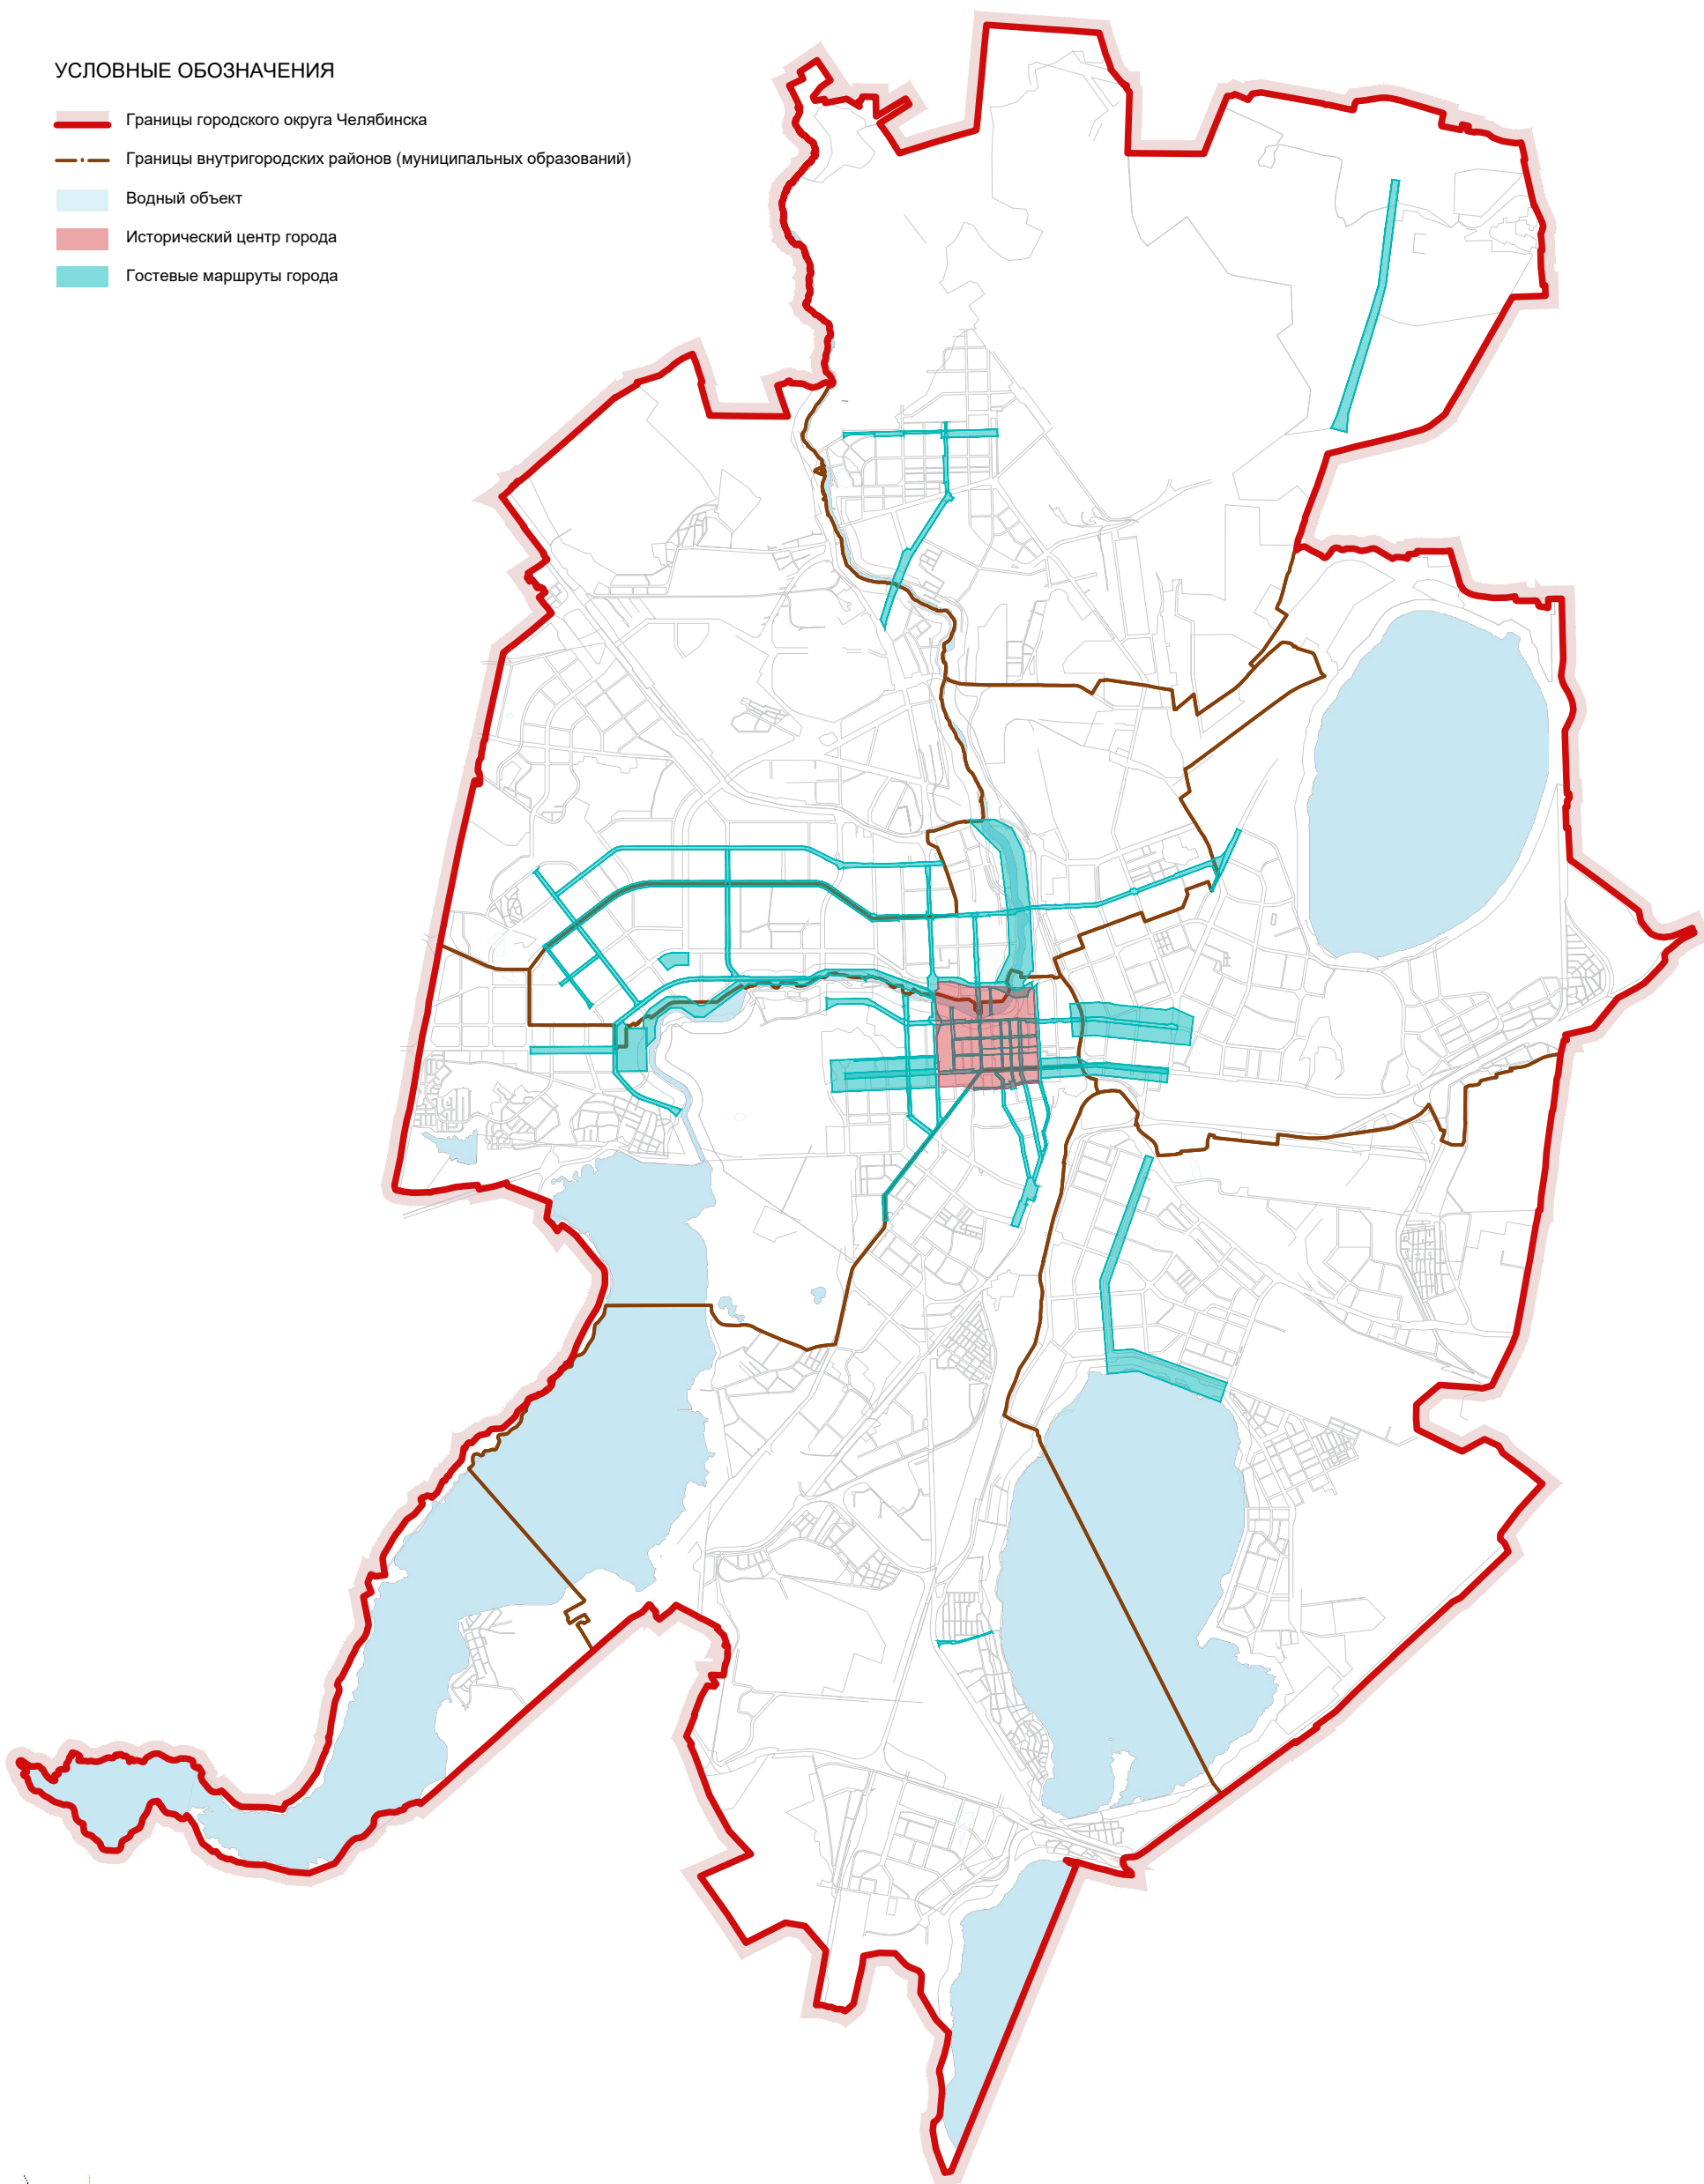 УСЛОВНЫЕ ОБОЗНАЧЕНИЯ
Границы городского округа Челябинска
Границы внутригородских районов (муниципальных образований)
Водный объект
Исторический центр города
Гостевые маршруты города